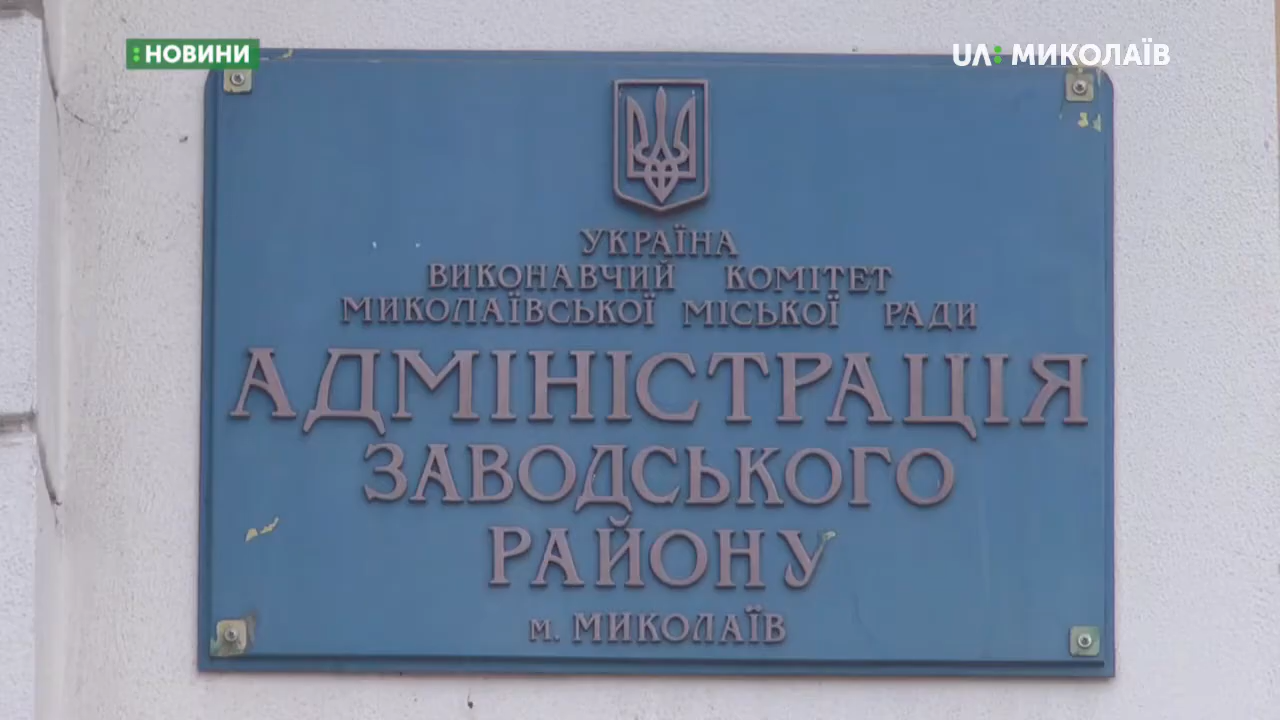 :НОВИНИ
UA: МИКОЛАЇВ
УКРАЇНА
ВИКОНАВЧИЙ КОМІТЕТ
МИКОЛАЇВСЬКОЇ МІСЬКОЇ РАДИ
АДМІНІСТРАЦІЯ
ЗАВОДСЬКОГО
РАЙОНУ
м. МИКОЛАЇВ